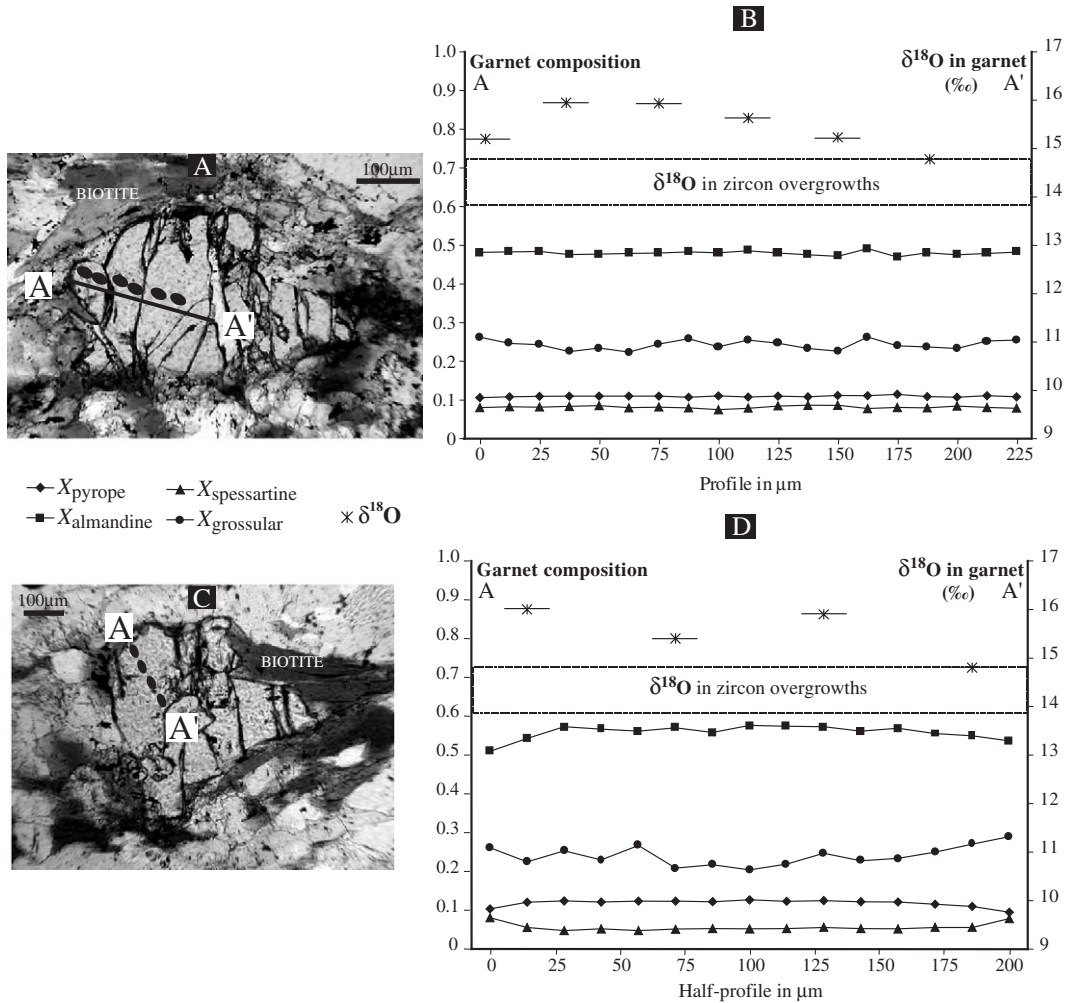 B
1.0
0.9
0.8
0.7
0.6
0.5
0.4
0.3
0.2
0.1
0
Garnet composition
A
δ18O in garnet
(‰)
A'
17
16
15
14
13
12
11
10
9
δ18O in zircon overgrowths
0 25 50 75 100 125 150 175 200 225
Profile in µm
A
100µm
BIOTITE
A
A'
Xpyrope
Xspessartine
Xalmandine
Xgrossular
δ18O
C
100µm
A
BIOTITE
A'
D
1.0
0.9
0.8
0.7
0.6
0.5
0.4
0.3
0.2
0.1
0
Garnet composition
A
δ18O in garnet
(‰)
A'
17
16
15
14
13
12
11
10
9
δ18O in zircon overgrowths
0 25 50 75 100 125 150 175 200
Half-profile in µm